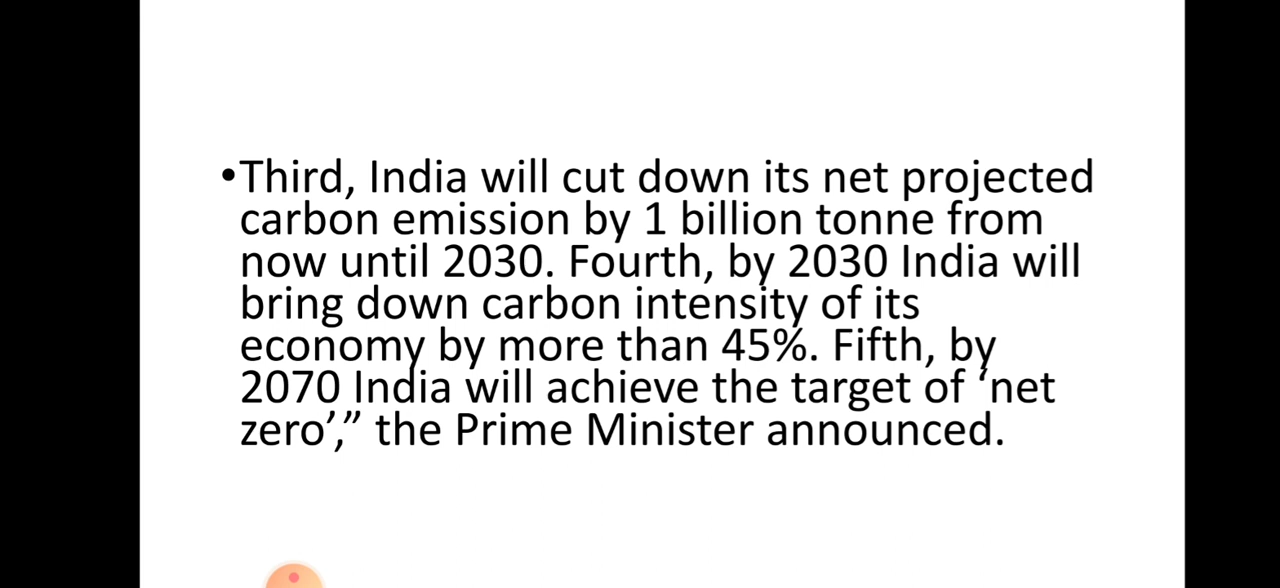 •Third, India will cut down its net projected
carbon emission by 1 billion tonne from
now until 2030. Fourth, by 2030 India will
bring down carbon intensity of its
economy by more than 45%. Fifth, by
2070 India will achieve the target of ‘net
zero’,” the Prime Minister announced.